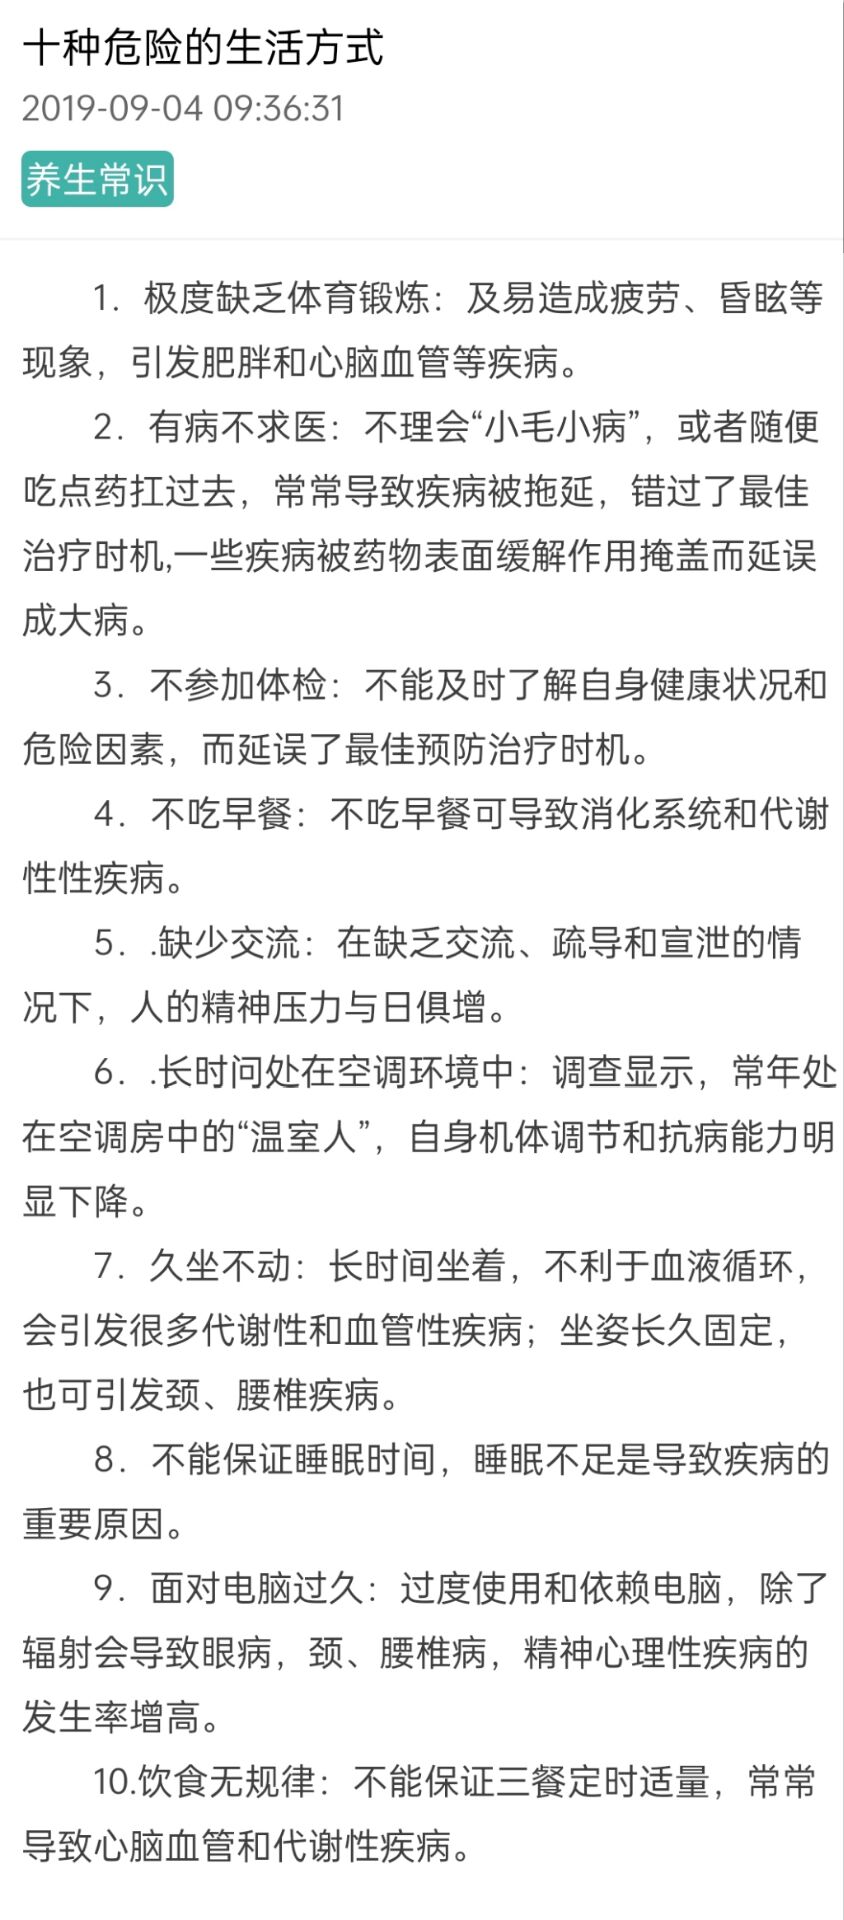 十种危险的生活方式
2019-09-04 09:36:31
养生常识
1．极度缺乏体育锻炼：及易造成疲劳、昏眩等
现象，引发肥胖和心脑血管等疾病。
2．有病不求医：不理会“小毛小病”，或者随便
吃点药扛过去，常常导致疾病被拖延，错过了最佳
治疗时机,一些疾病被药物表面缓解作用掩盖而延误
成大病。
3．不参加体检：不能及时了解自身健康状况和
危险因素，而延误了最佳预防治疗时机。
4．不吃早餐：不吃早餐可导致消化系统和代谢
性性疾病。
5．.缺少交流：在缺乏交流、疏导和宣泄的情
况下，人的精神压力与日俱增。
6．.长时问处在空调环境中：调查显示，常年处
在空调房中的“温室人”，自身机体调节和抗病能力明
显下降。
7．久坐不动：长时间坐着，不利于血液循环，
会引发很多代谢性和血管性疾病；坐姿长久固定，
也可引发颈、腰椎疾病。
8．不能保证睡眠时间，睡眠不足是导致疾病的
重要原因。
9．面对电脑过久：过度使用和依赖电脑，除了
辐射会导致眼病，颈、腰椎病，精神心理性疾病的
发生率增高。
10.饮食无规律：不能保证三餐定时适量，常常
导致心脑血管和代谢性疾病。